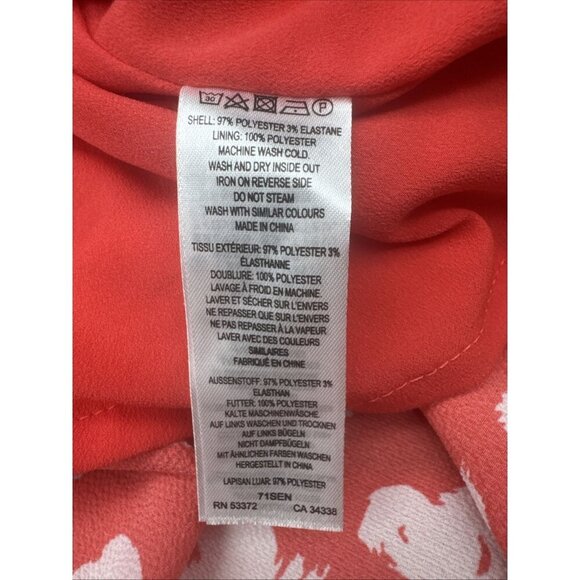 30 P
SHELL: 97% POLYESTER 3% ELASTANE
LINING: 100% POLYESTER
MACHINE WASH COLD
WASH AND DRY INSIDE OUT
IRON ON REVERSE SIDE
DO NOT STEAM
WASH WITH SIMILAR COLOURS
MADE IN CHINA
TISSU EXTÉRIEUR: 97% POLYESTER 3%
ÉLASTHANNE
DOUBLURE: 100% POLYESTER
LAVAGE À FROID EN MACHINE.
LAVER ET SÉCHER SUR L'ENVERS
NE REPASSER QUE SUR L'ENVERS
NE PAS REPASSER À LA VAPEUR
LAVER AVEC DES COULEURS
SIMILAIRES
FABRIQUÉ EN CHINE
AUSSENSTOFF: 97% POLYESTER 3%
ELASTHAN
FUTTER: 100% POLYESTER
KALTE MASCHINENWÄSCHE.
AUF LINKS WASCHEN UND TROCKNEN
AUF LINKS BÜGELN
NICHT DAMPFBÜGELN
MIT ÄHNLICHEN FARBEN WASCHEN
HERGESTELLT IN CHINA
LAPISAN LUAR: 97% POLYESTER
71SEN
RN 53372 CA 34338